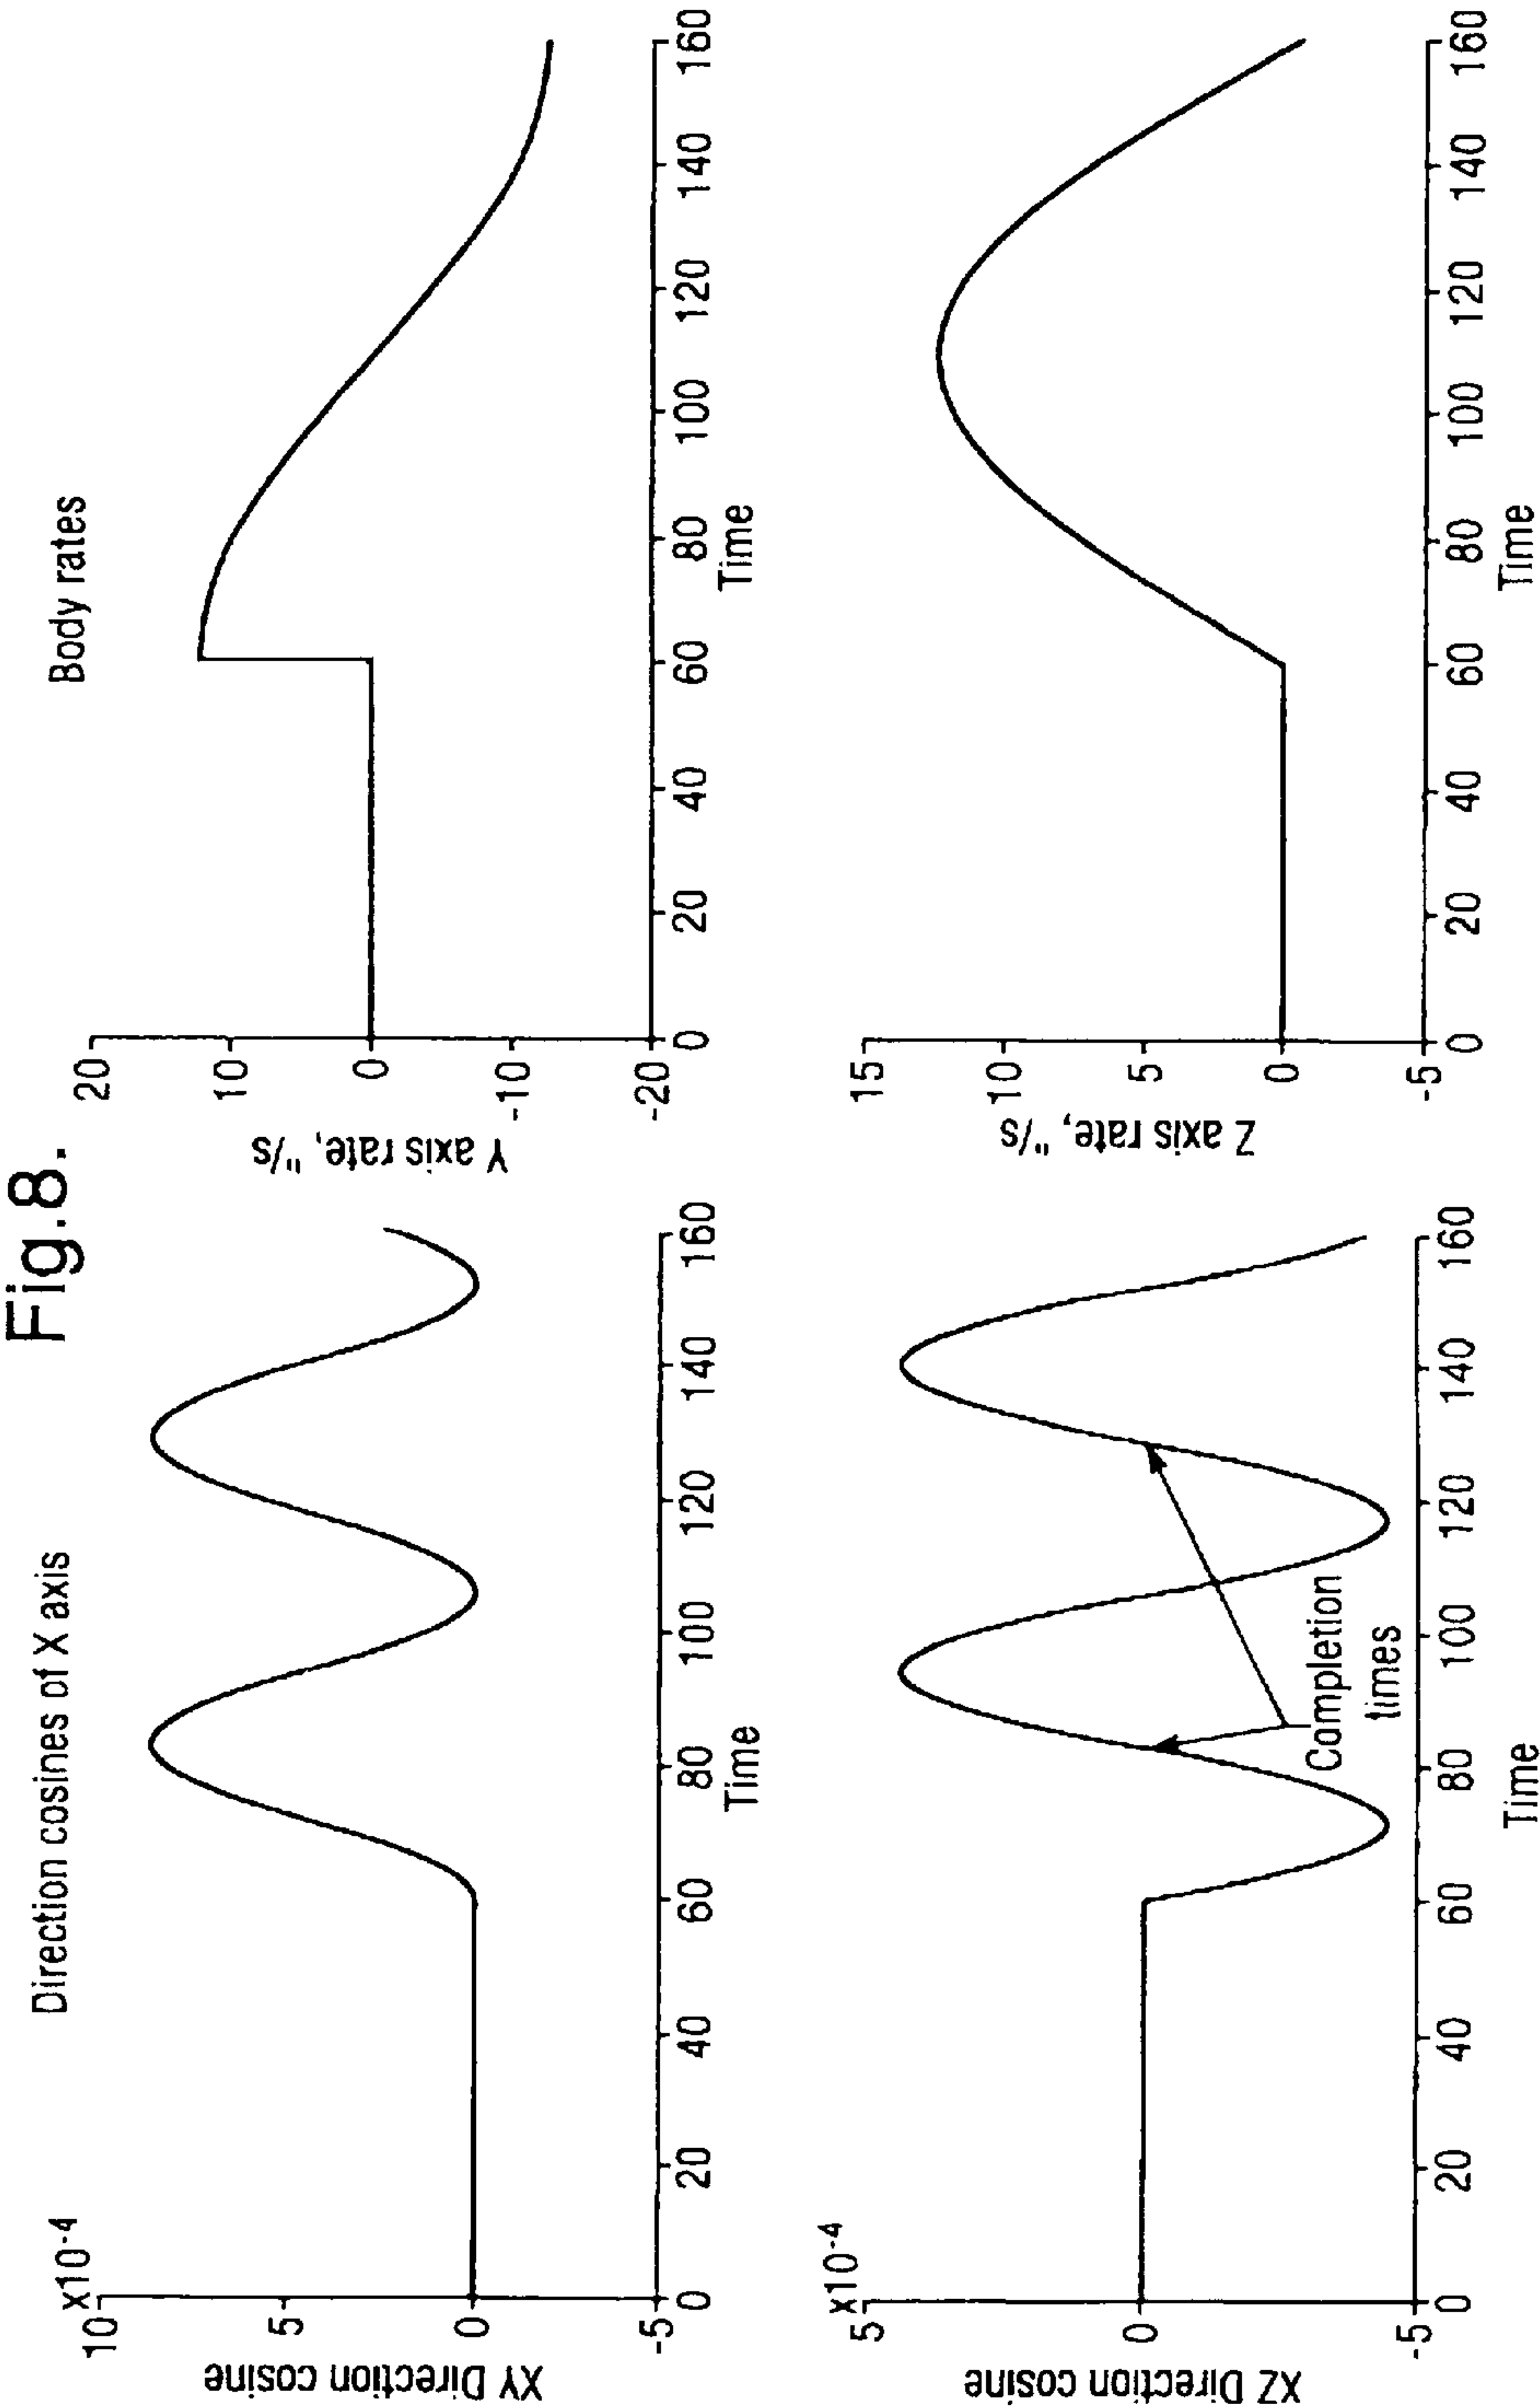 Fig.8.
Direction cosines of X axis
x10-4
10
5
0
-5
XY Direction cosine
0 20 40 60 80 100 120 140 160
Time
Body rates
20
10
0
-10
-20
Y axis rate, "/s
0 20 40 60 80 100 120 140 160
Time
x10-4
5
0
-5
XZ Direction cosine
Completion
times
0 20 40 60 80 100 120 140 160
Time
15
10
5
0
-5
Z axis rate, "/s
0 20 40 60 80 100 120 140 160
Time